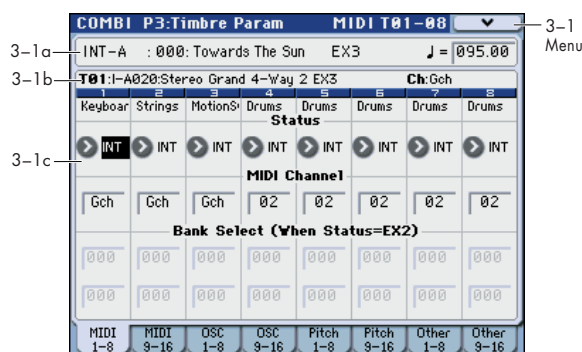 COMBI P3:Timbre Param MIDI T01-08
3-1
Menu
3-1a
INT-A :000:Towards The Sun EX3 ♩= 095.00
3-1b
T01:I-A020:Stereo Grand 4-Way 2 EX3 Ch:Gch
1 2 3 4 5 6 7 8
Keyboar Strings MotionS Drums Drums Drums Drums Drums
Status
3-1c
INT INT INT INT INT INT INT INT
MIDI Channel
Gch Gch Gch 02 02 02 02 02
Bank Select (When Status=EX2)
000 000 000 000 000 000 000 000
000 000 000 000 000 000 000 000
MIDI 1-8 MIDI 9-16 OSC 1-8 OSC 9-16 Pitch 1-8 Pitch 9-16 Other 1-8 Other 9-16